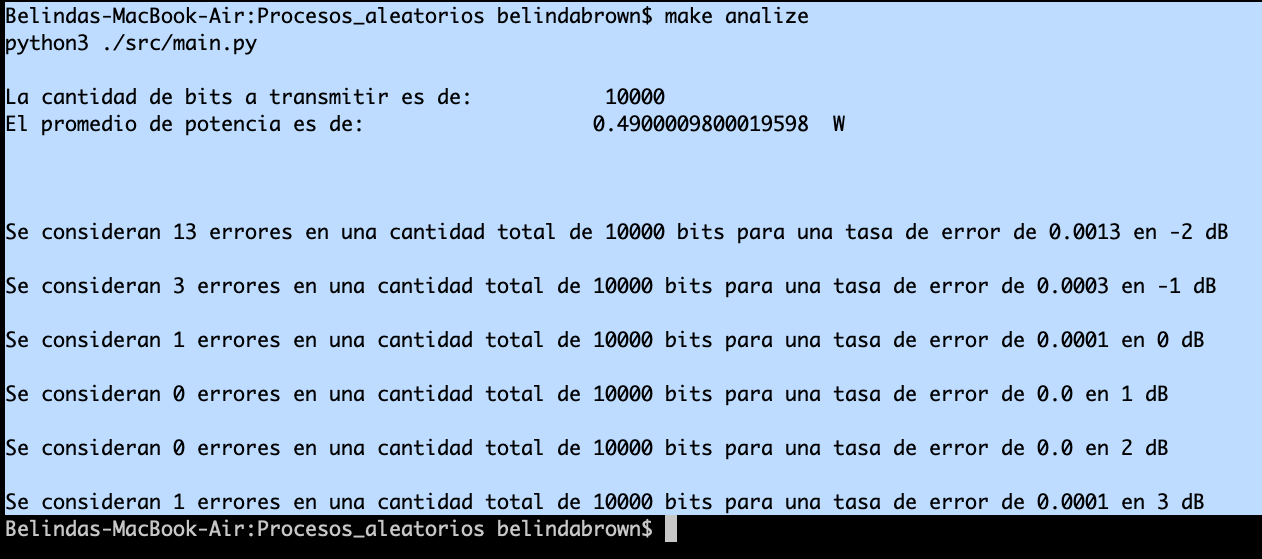 Belindas-MacBook-Air:Procesos_aleatorios belindabrown$ make analize
python3 ./src/main.py
La cantidad de bits a transmitir es de: 10000
El promedio de potencia es de: 0.4900009800019598 W
Se consideran 13 errores en una cantidad total de 10000 bits para una tasa de error de 0.0013 en -2 dB
Se consideran 3 errores en una cantidad total de 10000 bits para una tasa de error de 0.0003 en -1 dB
Se consideran 1 errores en una cantidad total de 10000 bits para una tasa de error de 0.0001 en 0 dB
Se consideran 0 errores en una cantidad total de 10000 bits para una tasa de error de 0.0 en 1 dB
Se consideran 0 errores en una cantidad total de 10000 bits para una tasa de error de 0.0 en 2 dB
Se consideran 1 errores en una cantidad total de 10000 bits para una tasa de error de 0.0001 en 3 dB
Belindas-MacBook-Air:Procesos_aleatorios belindabrown$